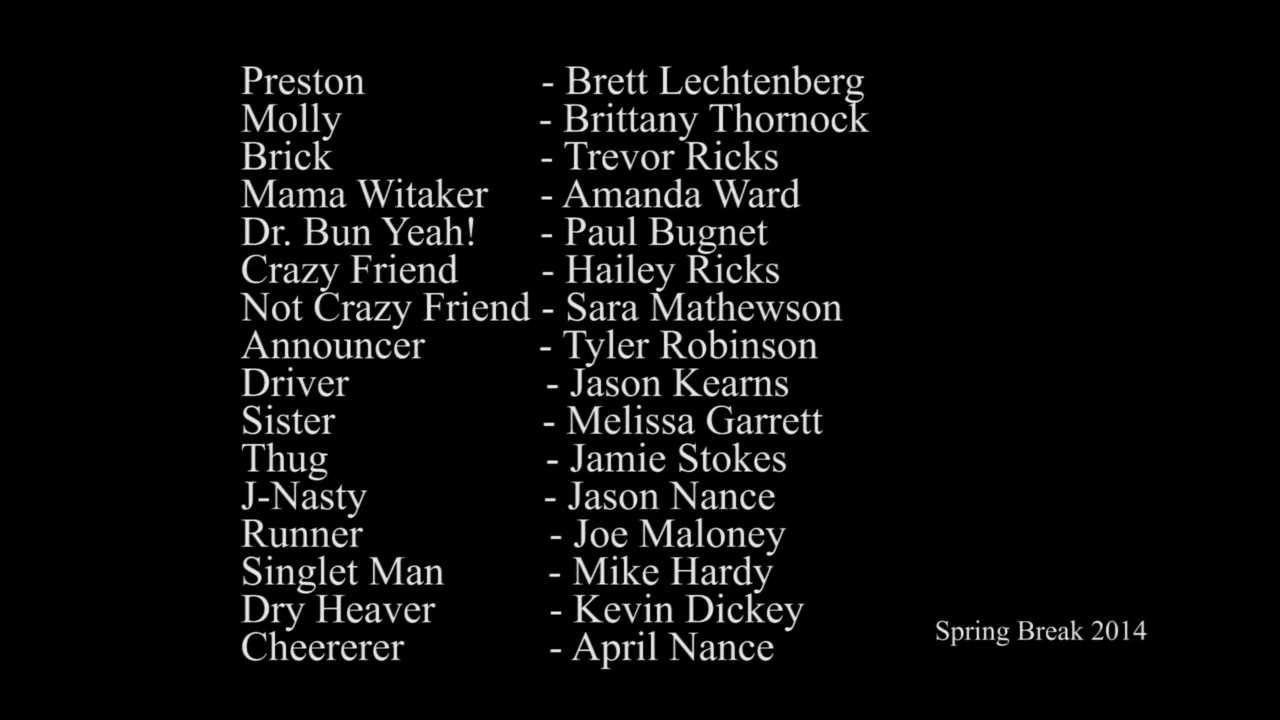 Preston - Brett Lechtenberg
Molly - Brittany Thornock
Brick - Trevor Ricks
Mama Witaker - Amanda Ward
Dr. Bun Yeah! - Paul Bugnet
Crazy Friend - Hailey Ricks
Not Crazy Friend - Sara Mathewson
Announcer - Tyler Robinson
Driver - Jason Kearns
Sister - Melissa Garrett
Thug - Jamie Stokes
J-Nasty - Jason Nance
Runner - Joe Maloney
Singlet Man - Mike Hardy
Dry Heaver - Kevin Dickey
Cheererer - April Nance
Spring Break 2014